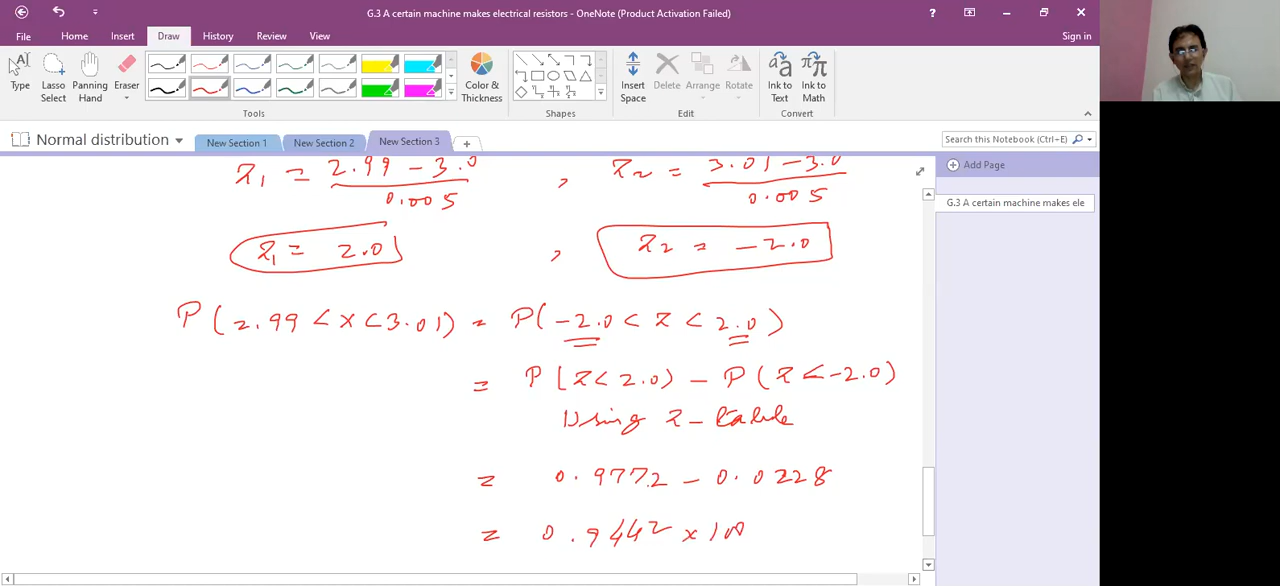 G.3 A certain machine makes electrical resistors - OneNote (Product Activation Failed)
?
File Home Insert Draw History Review View Sign in
Type Lasso Select Panning Hand Eraser
Color & Thickness
Insert Space Delete Arrange Rotate
Ink to Text Ink to Math
Tools Shapes Edit Convert
Normal distribution New Section 1 New Section 2 New Section 3 +
Search this Notebook (Ctrl+E)
Add Page
G.3 A certain machine makes ele
z1 = 2.99 - 3.0 / 0.005 , z2 = 3.01 - 3.0 / 0.005
z1 = 2.0 , z2 = -2.0
P(2.99 < x < 3.01) = P(-2.0 < z < 2.0)
= P(z < 2.0) - P(z < -2.0)
Using z-table
= 0.9772 - 0.0228
= 0.9442 x 100